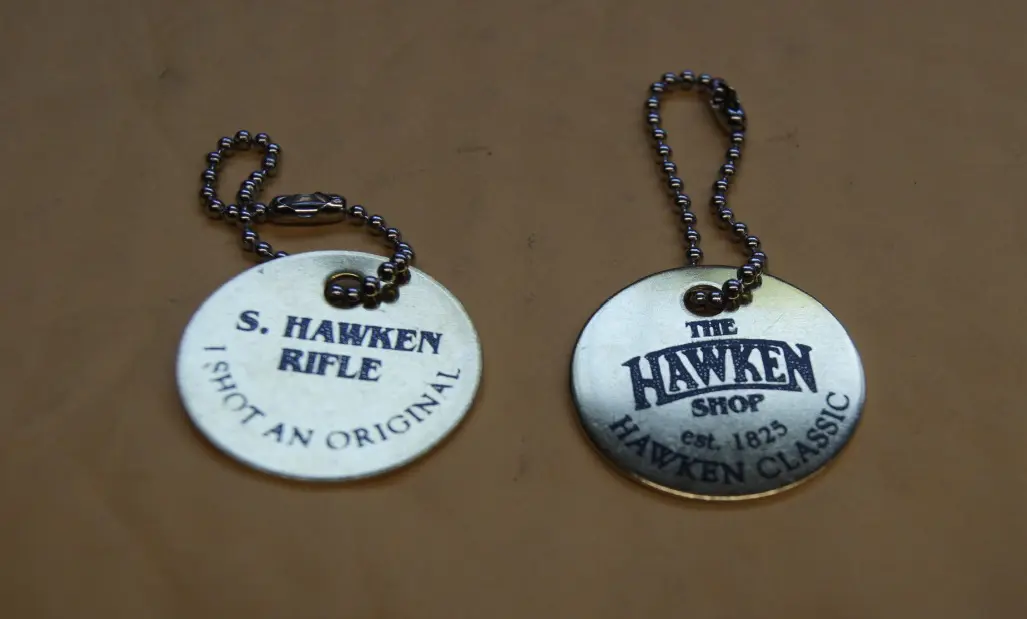 S. HAWKEN
RIFLE
I SHOT AN ORIGINAL
THE
HAWKEN
SHOP
est. 1825
HAWKEN CLASSIC